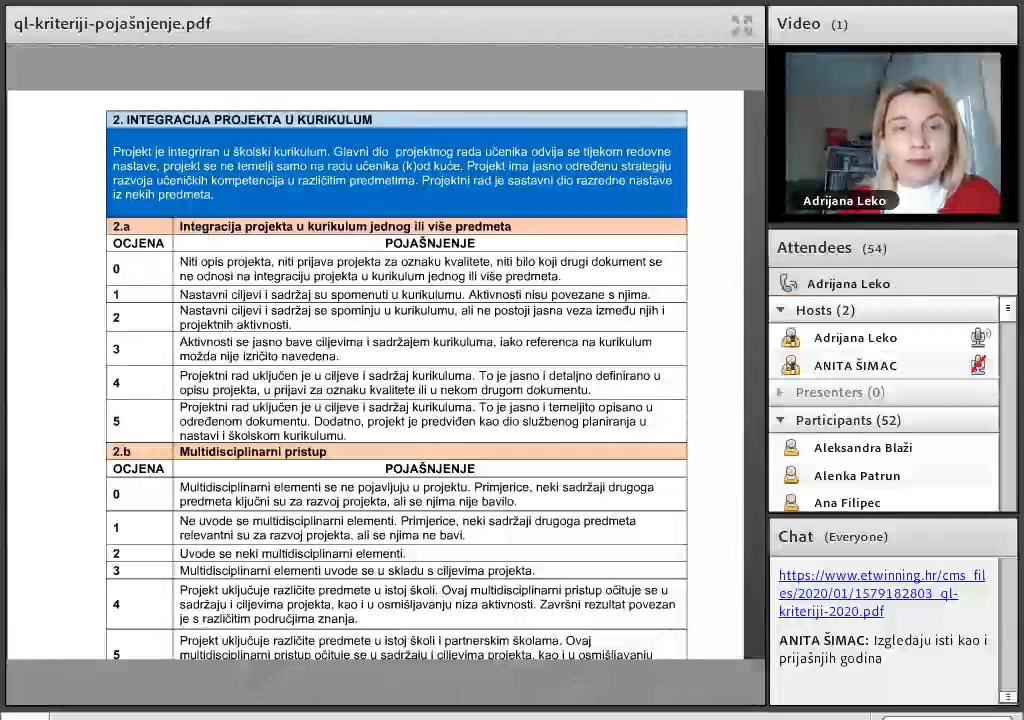 ql-kriteriji-pojašnjenje.pdf
2. INTEGRACIJA PROJEKTA U KURIKULUM
Projekt je integriran u školski kurikulum. Glavni dio projektnog rada učenika odvija se tijekom redovne
nastave, projekt se ne temelji samo na radu učenika (k)od kuće. Projekt ima jasno određenu strategiju
razvoja učeničkih kompetencija u različitim predmetima. Projektni rad je sastavni dio razredne nastave
iz nekih predmeta.
2.a Integracija projekta u kurikulum jednog ili više predmeta
OCJENA POJAŠNJENJE
0 Niti opis projekta, niti prijava projekta za oznaku kvalitete, niti bilo koji drugi dokument se
ne odnosi na integraciju projekta u kurikulum jednog ili više predmeta.
1 Nastavni ciljevi i sadržaj su spomenuti u kurikulumu. Aktivnosti nisu povezane s njima.
2 Nastavni ciljevi i sadržaj se spominju u kurikulumu, ali ne postoji jasna veza između njih i
projektnih aktivnosti.
3 Aktivnosti se jasno bave ciljevima i sadržajem kurikuluma, iako referenca na kurikulum
možda nije izričito navedena.
4 Projektni rad uključen je u ciljeve i sadržaj kurikuluma. To je jasno i detaljno definirano u
opisu projekta, u prijavi za oznaku kvalitete ili u nekom drugom dokumentu.
5 Projektni rad uključen je u ciljeve i sadržaj kurikuluma. To je jasno i temeljito opisano u
određenom dokumentu. Dodatno, projekt je predviđen kao dio službenog planiranja u
nastavi i školskom kurikulumu.
2.b Multidisciplinarni pristup
OCJENA POJAŠNJENJE
0 Multidisciplinarni elementi se ne pojavljuju u projektu. Primjerice, neki sadržaji drugoga
predmeta ključni su za razvoj projekta, ali se njima nije bavilo.
1 Ne uvode se multidisciplinarni elementi. Primjerice, neki sadržaji drugoga predmeta
relevantni su za razvoj projekta, ali se njima ne bavi.
2 Uvode se neki multidisciplinarni elementi.
3 Multidisciplinarni elementi uvode se u skladu s ciljevima projekta.
4 Projekt uključuje različite predmete u istoj školi. Ovaj multidisciplinarni pristup očituje se u
sadržaju i ciljevima projekta, kao i u osmišljavanju niza aktivnosti. Završni rezultat povezan
je s različitim područjima znanja.
5 Projekt uključuje različite predmete u istoj školi i partnerskim školama. Ovaj
multidisciplinarni pristup očituje se u sadržaju i ciljevima projekta, kao i u osmišljavanju
Video (1)
Adrijana Leko
Attendees (54)
Adrijana Leko
Hosts (2)
Adrijana Leko
ANITA ŠIMAC
Presenters (0)
Participants (52)
Aleksandra Blaži
Alenka Patrun
Ana Filipec
Chat (Everyone)
https://www.etwinning.hr/cms_fil
es/2020/01/1579182803_ql-
kriteriji-2020.pdf
ANITA ŠIMAC: Izgledaju isti kao i
prijašnjih godina